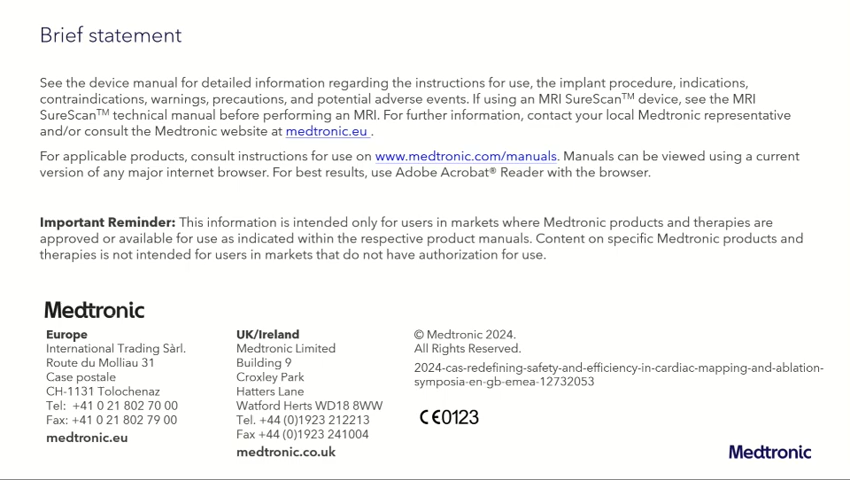 Brief statement
See the device manual for detailed information regarding the instructions for use, the implant procedure, indications,
contraindications, warnings, precautions, and potential adverse events. If using an MRI SureScan™ device, see the MRI
SureScan™ technical manual before performing an MRI. For further information, contact your local Medtronic representative
and/or consult the Medtronic website at medtronic.eu .
For applicable products, consult instructions for use on www.medtronic.com/manuals. Manuals can be viewed using a current
version of any major internet browser. For best results, use Adobe Acrobat® Reader with the browser.
Important Reminder: This information is intended only for users in markets where Medtronic products and therapies are
approved or available for use as indicated within the respective product manuals. Content on specific Medtronic products and
therapies is not intended for users in markets that do not have authorization for use.
Medtronic
Europe
International Trading Sàrl.
Route du Molliau 31
Case postale
CH-1131 Tolochenaz
Tel: +41 0 21 802 70 00
Fax: +41 0 21 802 79 00
medtronic.eu
UK/Ireland
Medtronic Limited
Building 9
Croxley Park
Hatters Lane
Watford Herts WD18 8WW
Tel. +44 (0)1923 212213
Fax +44 (0)1923 241004
medtronic.co.uk
© Medtronic 2024.
All Rights Reserved.
2024-cas-redefining-safety-and-efficiency-in-cardiac-mapping-and-ablation-
symposia-en-gb-emea-12732053
CE0123
Medtronic